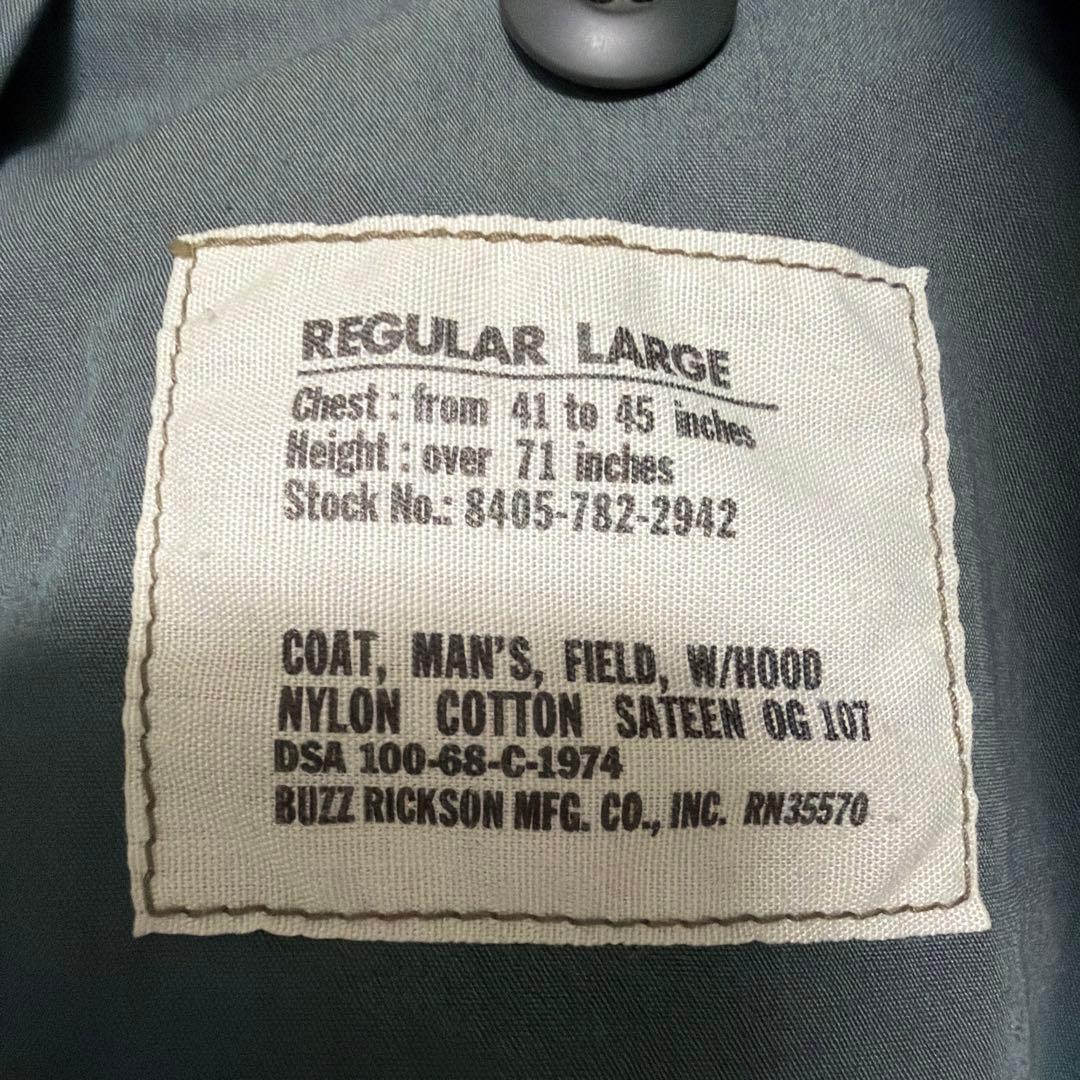 REGULAR LARGE
Chest : from 41 to 45 inches
Height : over 71 inches
Stock No.: 8405-782-2942
COAT, MAN'S, FIELD, W/HOOD
NYLON COTTON SATEEN OG 107
DSA 100-68-C-1974
BUZZ RICKSON MFG. CO., INC. RN35570